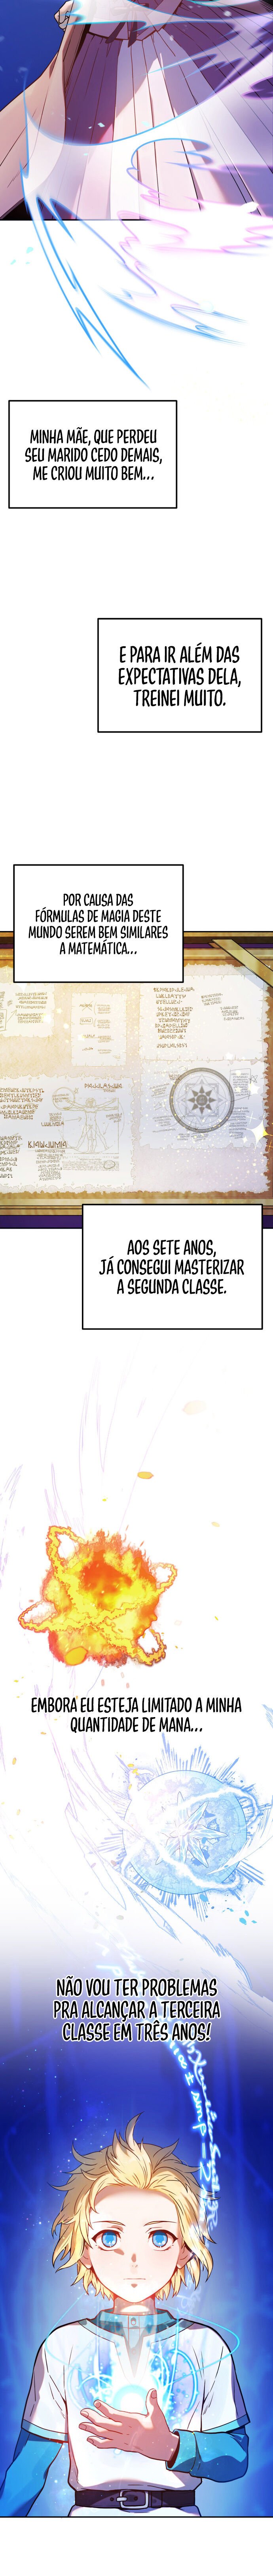 MINHA MÃE, QUE PERDEU
SEU MARIDO CEDO DEMAIS,
ME CRIOU MUITO BEM...
E PARA IR ALÉM DAS
EXPECTATIVAS DELA,
TREINEI MUITO.
POR CAUSA DAS
FÓRMULAS DE MAGIA DESTE
MUNDO SEREM BEM SIMILARES
A MATEMÁTICA...
AOS SETE ANOS,
JÁ CONSEGUI MASTERIZAR
A SEGUNDA CLASSE.
EMBORA EU ESTEJA LIMITADO A MINHA
QUANTIDADE DE MANA...
NÃO VOU TER PROBLEMAS
PRA ALCANÇAR A TERCEIRA
CLASSE EM TRÊS ANOS!